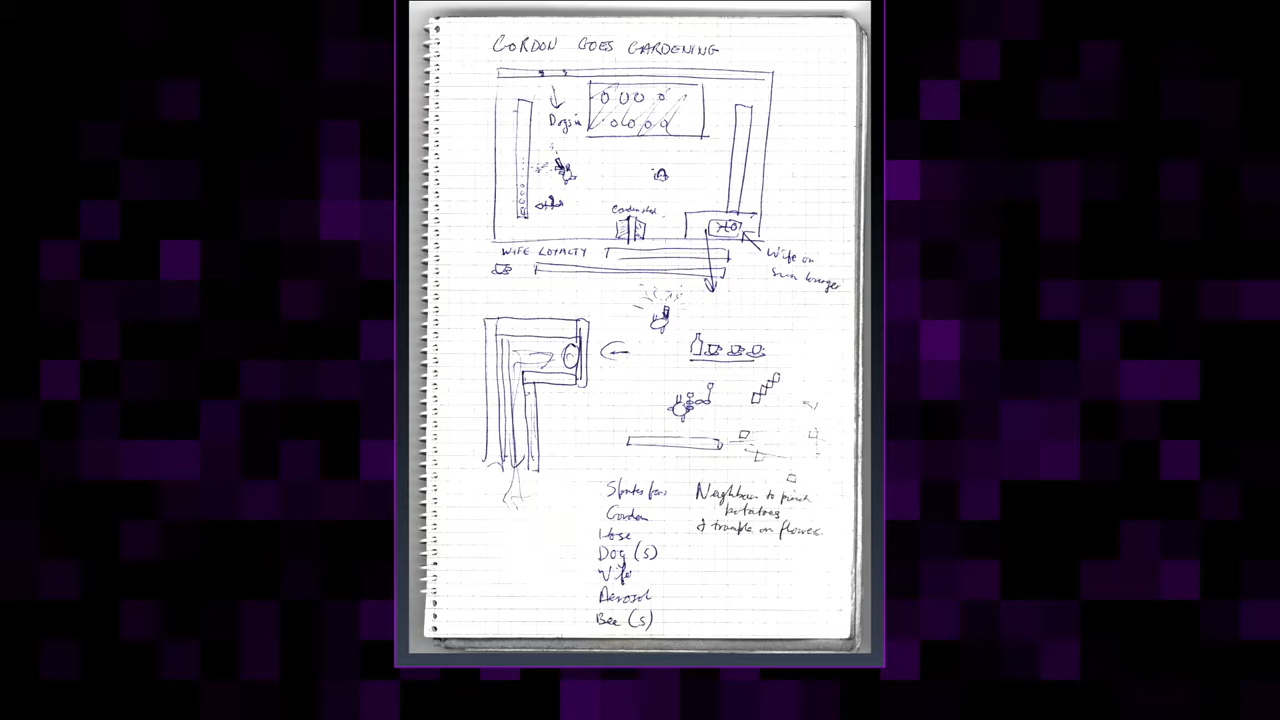 GORDON GOES GARDENING
Dogs in
Garden shed
WIFE LOYALTY
Wife on
sun lounger
Sprites for:
Gordon
Hose
Dog (s)
Wife
Aerosol
Bee (s)
Neighbour to pinch
potatoes
& trample on flowers.